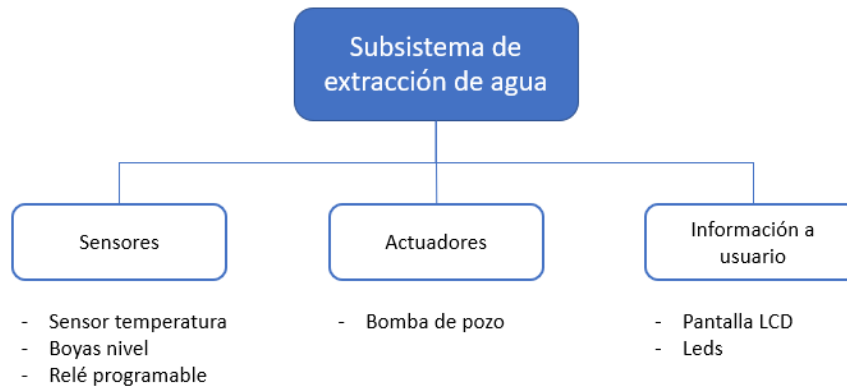 Subsistema de
extracción de agua
Sensores
Actuadores
Información a
usuario
- Sensor temperatura
- Boyas nivel
- Relé programable
- Bomba de pozo
- Pantalla LCD
- Leds